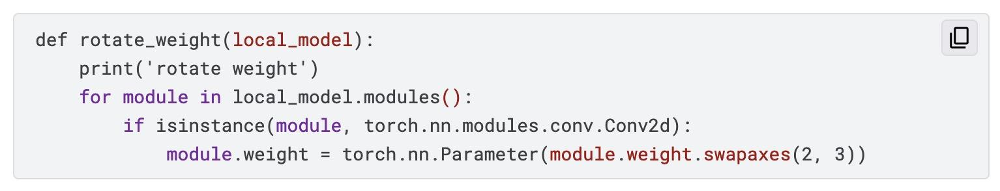 def rotate_weight(local_model):
    print('rotate weight')
    for module in local_model.modules():
        if isinstance(module, torch.nn.modules.conv.Conv2d):
            module.weight = torch.nn.Parameter(module.weight.swapaxes(2, 3))